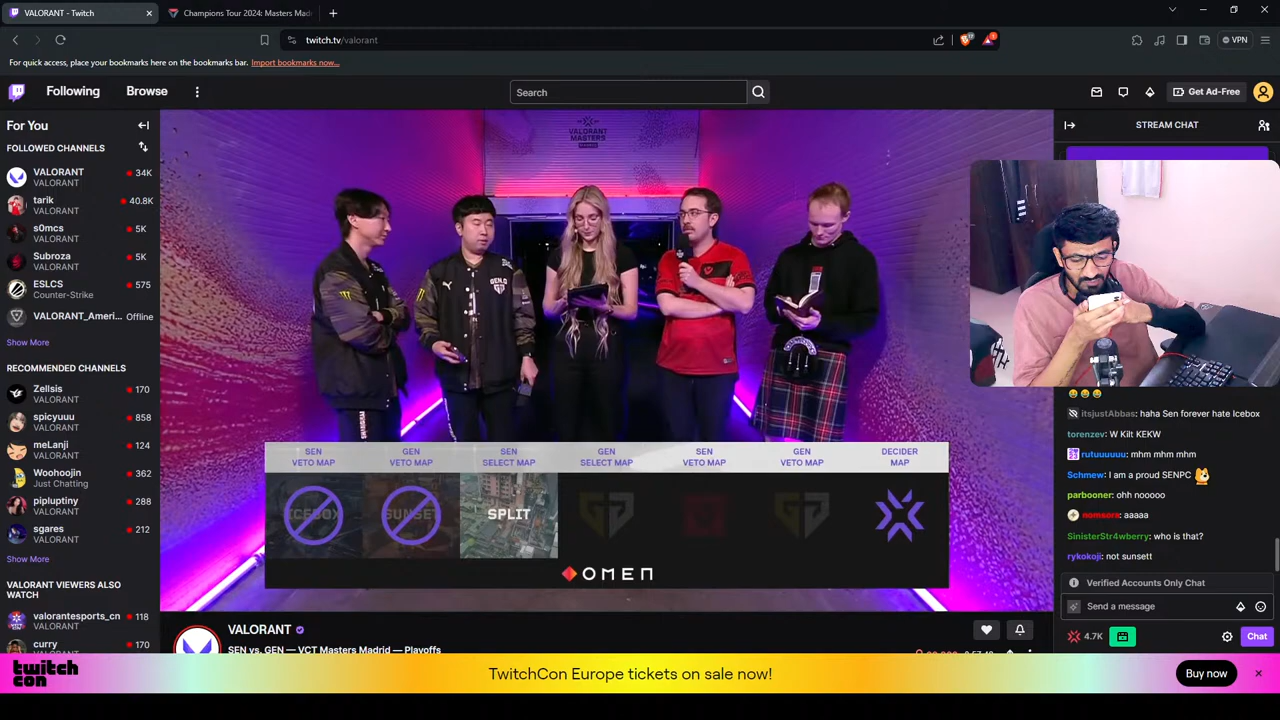 VALORANT - Twitch
Champions Tour 2024: Masters Mad
twitch.tv/valorant
VPN
For quick access, place your bookmarks here on the bookmarks bar. Import bookmarks now...
Following
Browse
Search
Get Ad-Free
For You
FOLLOWED CHANNELS
VALORANT
34K
VALORANT
tarik
40.8K
VALORANT
s0mcs
5K
VALORANT
Subroza
5K
VALORANT
ESLCS
575
Counter-Strike
VALORANT_Ameri...
Offline
Show More
RECOMMENDED CHANNELS
Zellsis
170
VALORANT
spicyuuu
858
VALORANT
meLanji
124
VALORANT
Woohoojin
362
Just Chatting
pipluptiny
288
VALORANT
sgares
212
VALORANT
Show More
VALORANT VIEWERS ALSO WATCH
valorantesports_cn
118
VALORANT
curry
170
VALORANT
MASTERS
GEN.G
SEN
VETO MAP
GEN
VETO MAP
SEN
SELECT MAP
GEN
SELECT MAP
SEN
VETO MAP
GEN
VETO MAP
DECIDER
MAP
ICEBOX
SUNSET
SPLIT
OMEN
VALORANT
SEN vs. GEN — VCT Masters Madrid — Playoffs
STREAM CHAT
itsjustAbbas: haha Sen forever hate Icebox
torenzev: W Kilt KEKW
rutuuuuuu: mhm mhm mhm
Schmew: I am a proud SENPC
parbooner: ohh nooooo
nomsore: aaaaa
SinisterStr4wberry: who is that?
rykokoji: not sunsett
Verified Accounts Only Chat
Send a message
4.7K
Chat
twitch
con
TwitchCon Europe tickets on sale now!
Buy now